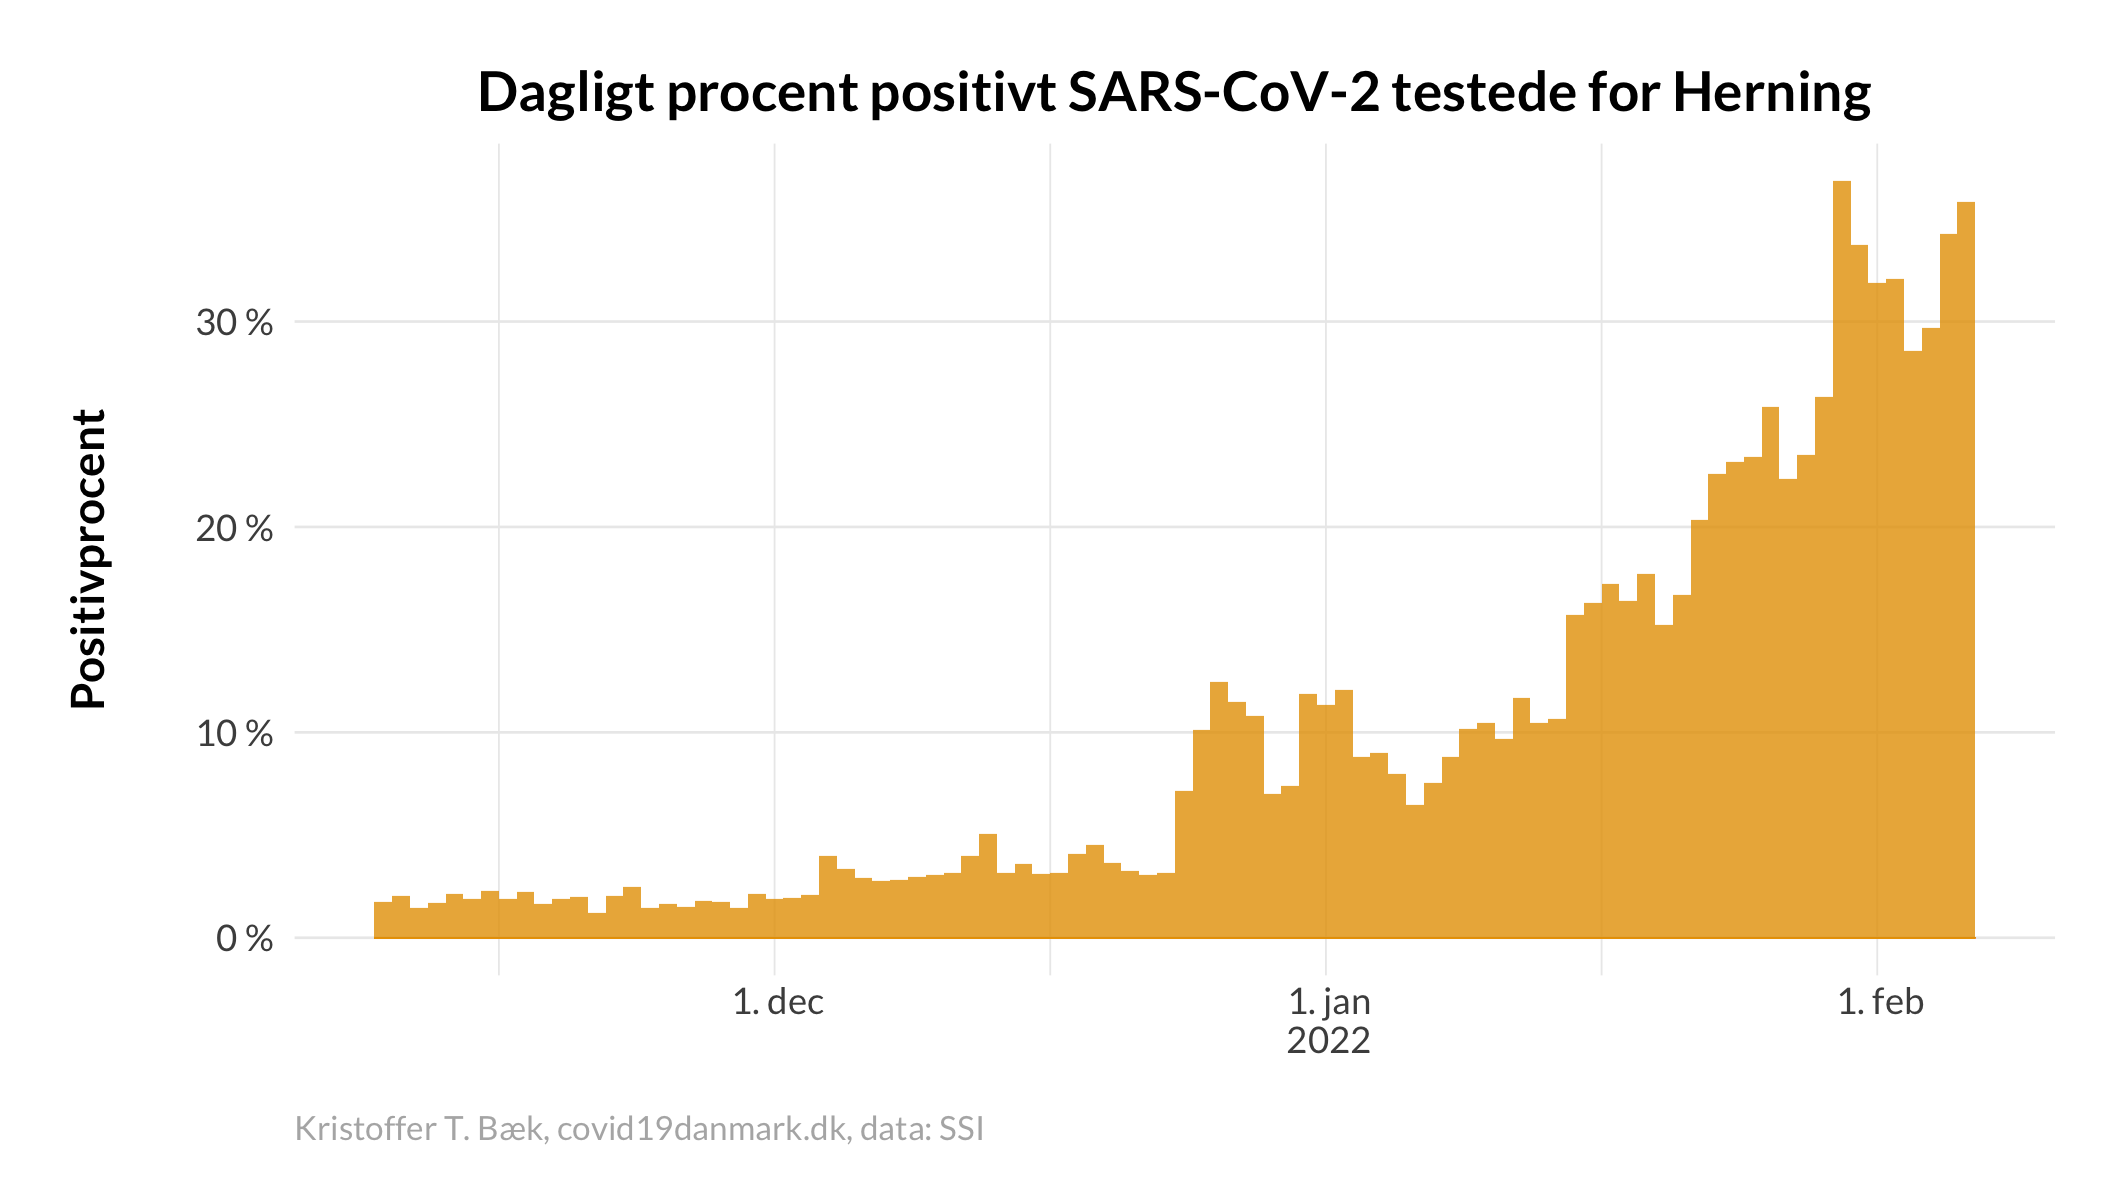 Dagligt procent positivt SARS-CoV-2 testede for Herning
Positivprocent
30 %
20 %
10 %
0 %
1. dec
1. jan
2022
1. feb
Kristoffer T. Bæk, covid19danmark.dk, data: SSI